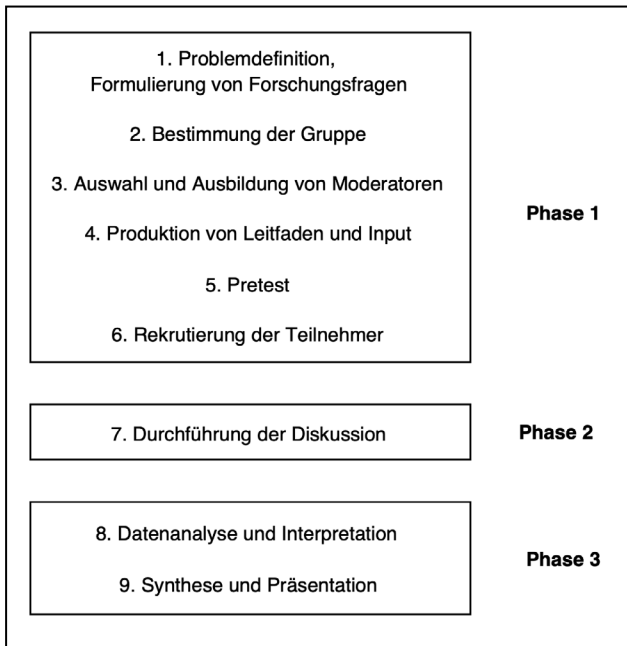 1. Problemdefinition,
Formulierung von Forschungsfragen
2. Bestimmung der Gruppe
3. Auswahl und Ausbildung von Moderatoren
4. Produktion von Leitfaden und Input
5. Pretest
6. Rekrutierung der Teilnehmer
Phase 1
7. Durchführung der Diskussion
Phase 2
8. Datenanalyse und Interpretation
9. Synthese und Präsentation
Phase 3